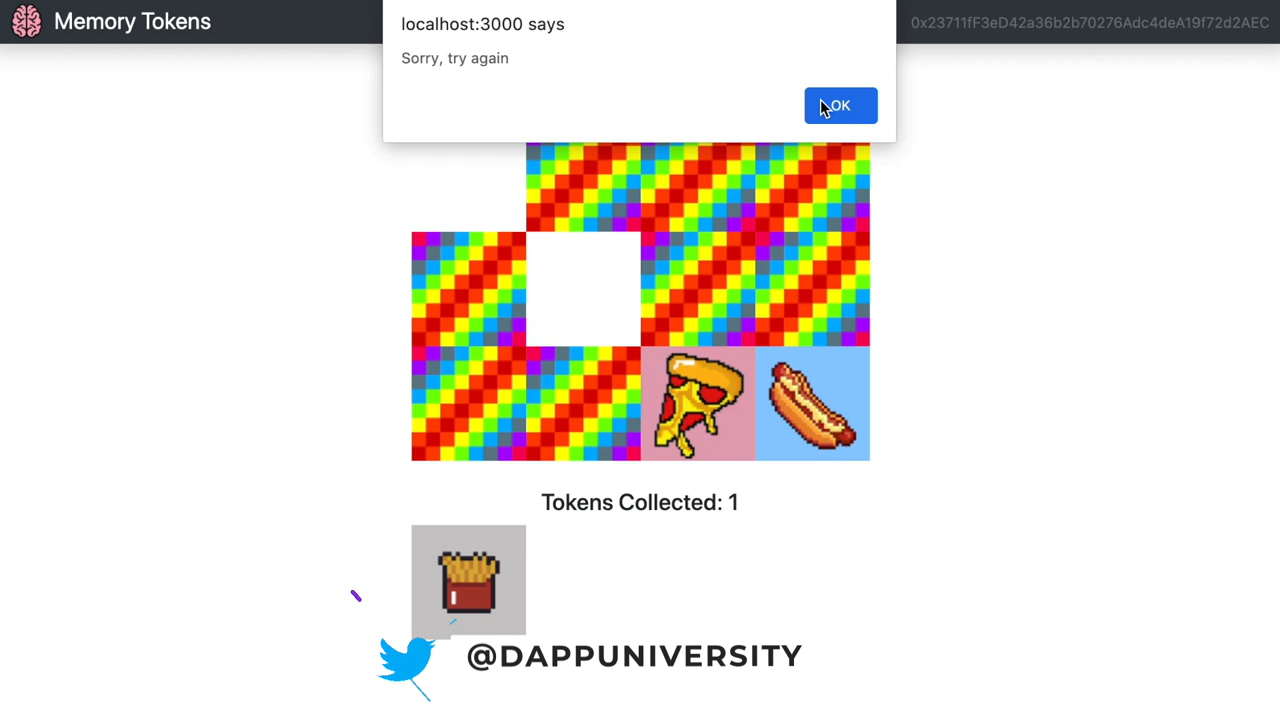 Memory Tokens
localhost:3000 says
0x23711fF3eD42a36b2b70276Adc4deA19f72d2AEC
Sorry, try again
OK
Tokens Collected: 1
@DAPPUNIVERSITY